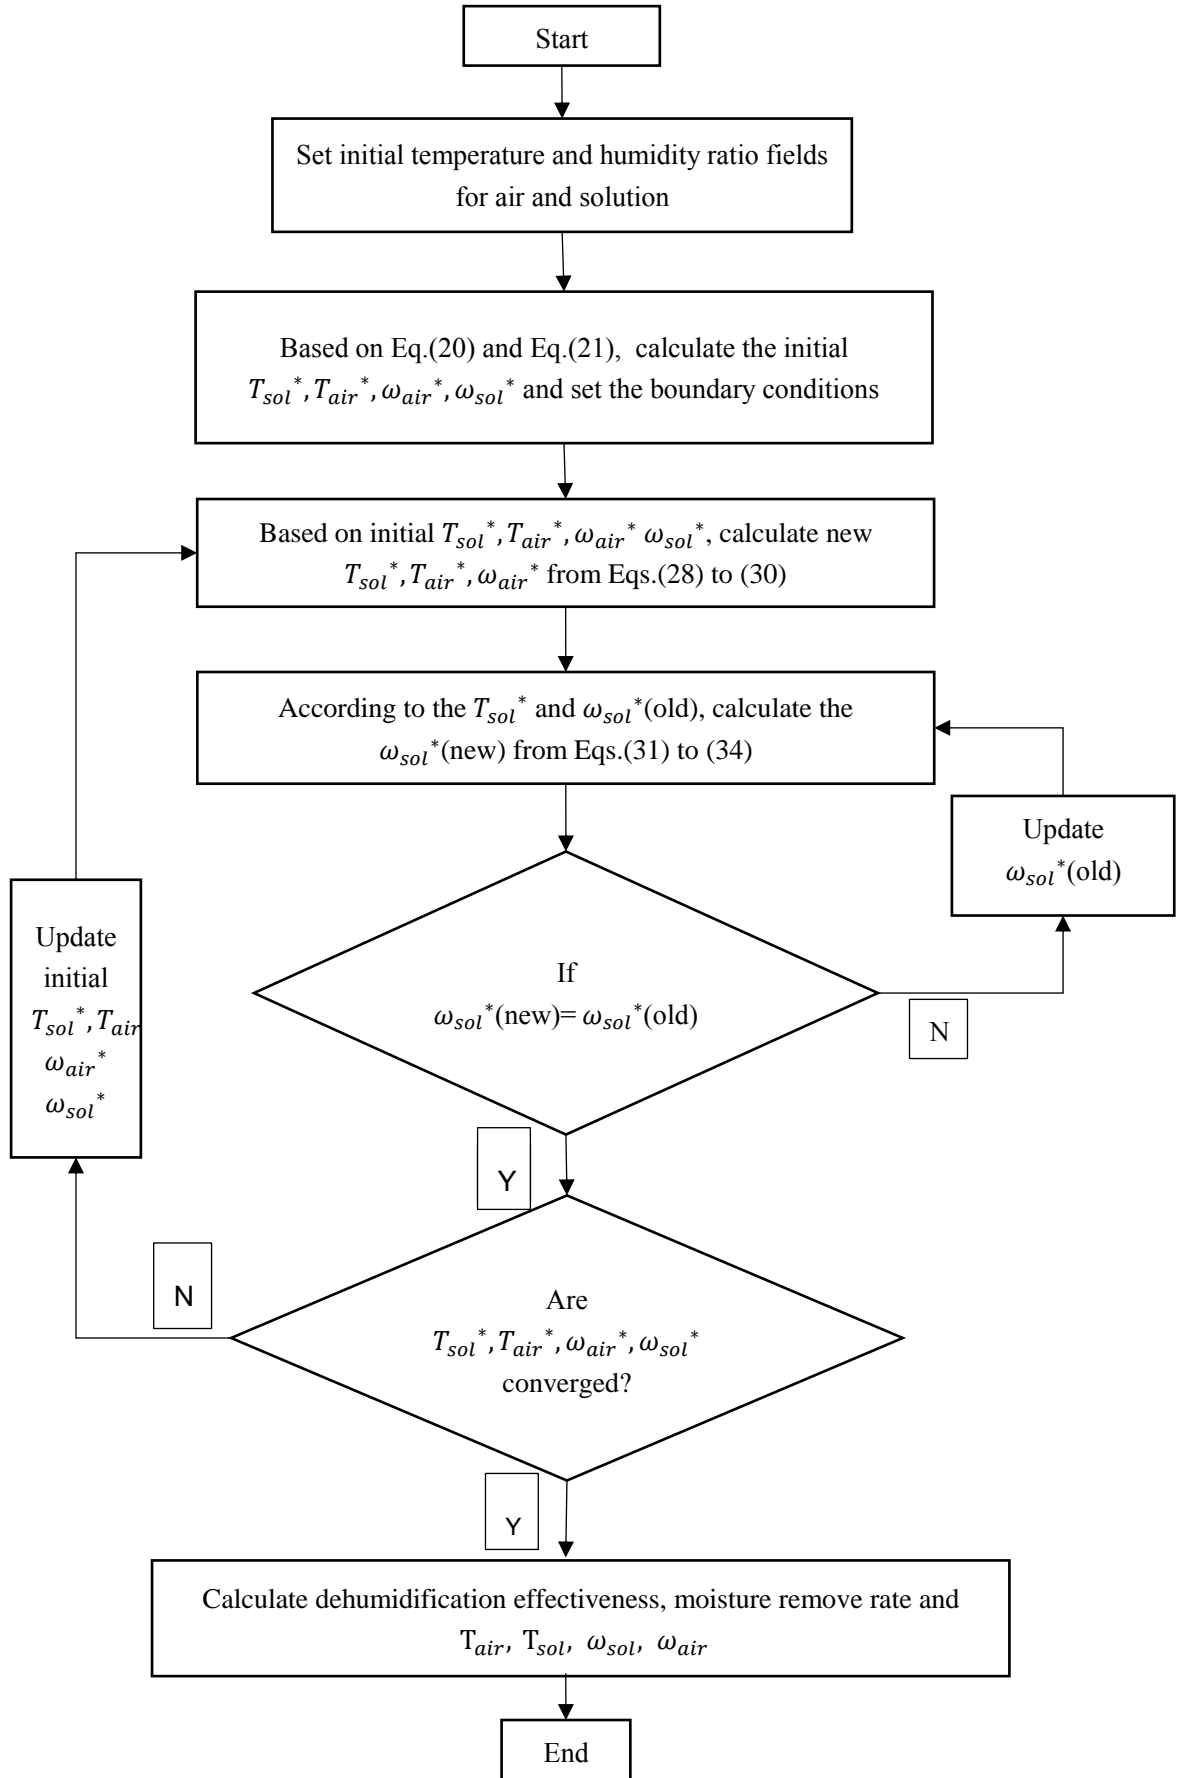 Start
Set initial temperature and humidity ratio fields
for air and solution
Based on Eq.(20) and Eq.(21), calculate the initial
T_sol*, T_air*, ω_air*, ω_sol* and set the boundary conditions
Based on initial T_sol*, T_air*, ω_air* ω_sol*, calculate new
T_sol*, T_air*, ω_air* from Eqs.(28) to (30)
According to the T_sol* and ω_sol*(old), calculate the
ω_sol*(new) from Eqs.(31) to (34)
Update
ω_sol*(old)
Update
initial
T_sol*, T_air
ω_air*
ω_sol*
If
ω_sol*(new)= ω_sol*(old)
N
Y
N
Are
T_sol*, T_air*, ω_air*, ω_sol*
converged?
Y
Calculate dehumidification effectiveness, moisture remove rate and
T_air, T_sol, ω_sol, ω_air
End